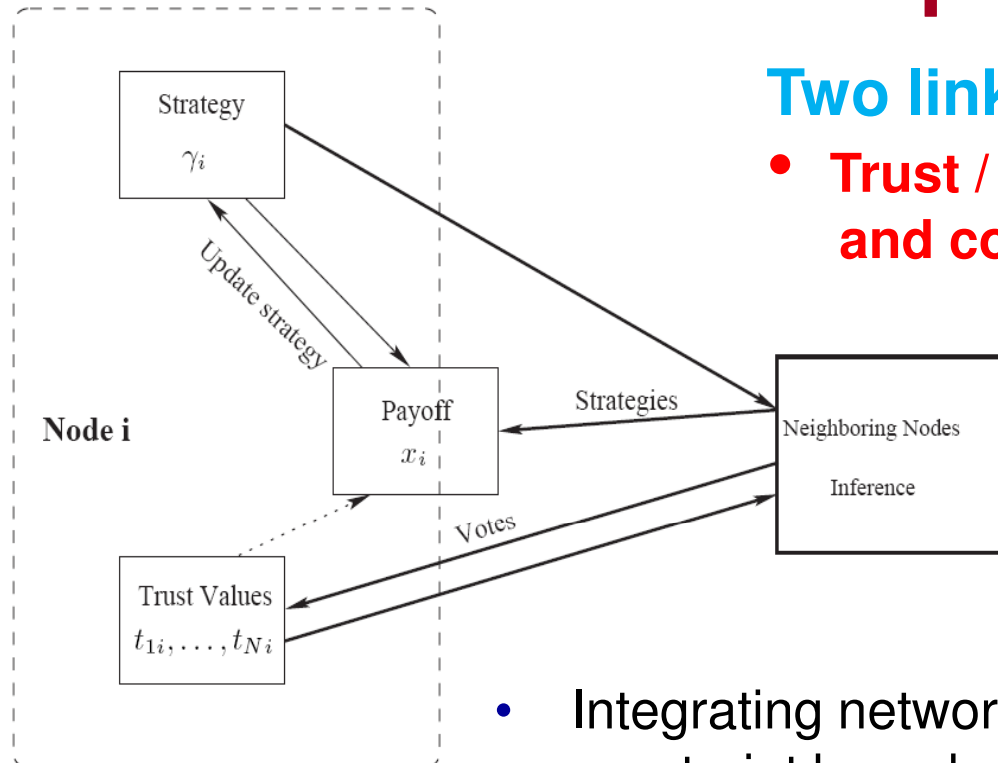 Two link
• Trust /
and co
Strategy
γi
Update strategy
Payoff
xi
Strategies
Node i
Neighboring Nodes
Inference
Votes
Trust Values
t1i, . . . , tNi
• Integrating networ